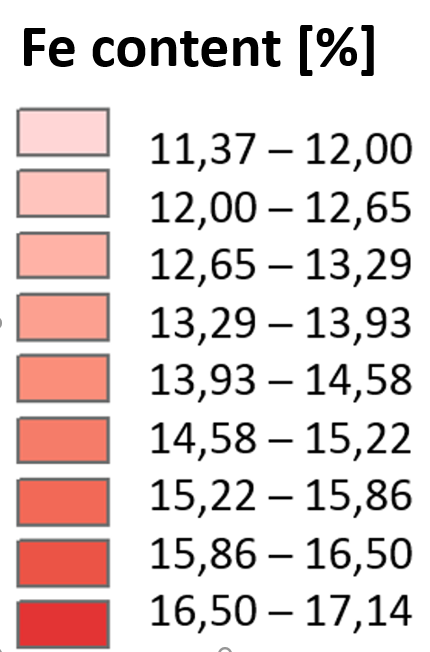 Fe content [%]
11,37 – 12,00
12,00 – 12,65
12,65 – 13,29
13,29 – 13,93
13,93 – 14,58
14,58 – 15,22
15,22 – 15,86
15,86 – 16,50
16,50 – 17,14